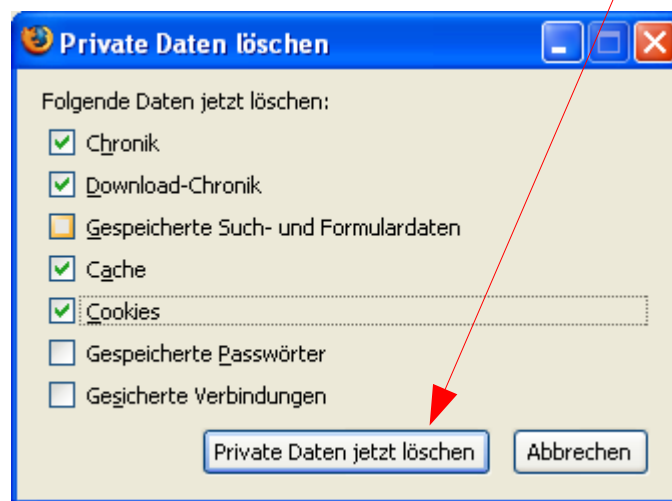 Private Daten löschen
Folgende Daten jetzt löschen:
Chronik
Download-Chronik
Gespeicherte Such- und Formulardaten
Cache
Cookies
Gespeicherte Passwörter
Gesicherte Verbindungen
Private Daten jetzt löschen Abbrechen